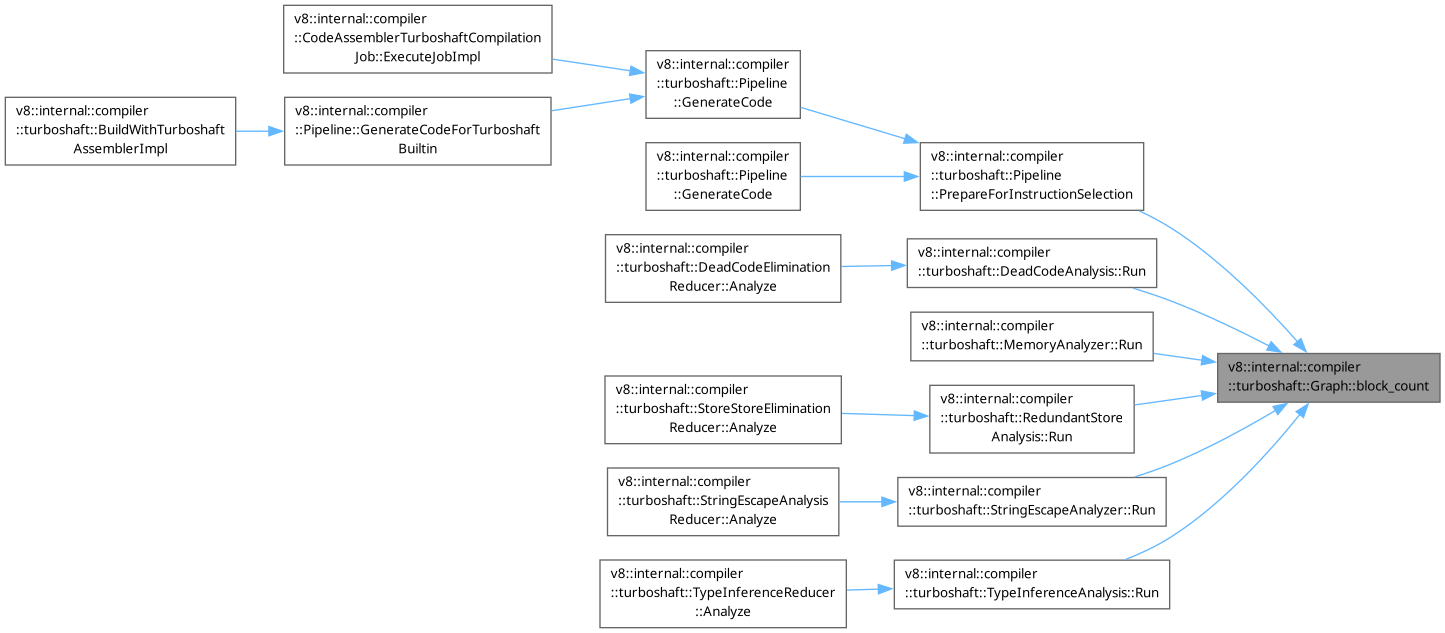 v8::internal::compiler
::CodeAssemblerTurboshaftCompilation
Job::ExecuteJobImpl
v8::internal::compiler
::turboshaft::Pipeline
::GenerateCode
v8::internal::compiler
::turboshaft::BuildWithTurboshaft
AssemblerImpl
v8::internal::compiler
::Pipeline::GenerateCodeForTurboshaft
Builtin
v8::internal::compiler
::turboshaft::Pipeline
::GenerateCode
v8::internal::compiler
::turboshaft::Pipeline
::PrepareForInstructionSelection
v8::internal::compiler
::turboshaft::DeadCodeElimination
Reducer::Analyze
v8::internal::compiler
::turboshaft::DeadCodeAnalysis::Run
v8::internal::compiler
::turboshaft::MemoryAnalyzer::Run
v8::internal::compiler
::turboshaft::Graph::block_count
v8::internal::compiler
::turboshaft::StoreStoreElimination
Reducer::Analyze
v8::internal::compiler
::turboshaft::RedundantStore
Analysis::Run
v8::internal::compiler
::turboshaft::StringEscapeAnalysis
Reducer::Analyze
v8::internal::compiler
::turboshaft::StringEscapeAnalyzer::Run
v8::internal::compiler
::turboshaft::TypeInferenceReducer
::Analyze
v8::internal::compiler
::turboshaft::TypeInferenceAnalysis::Run